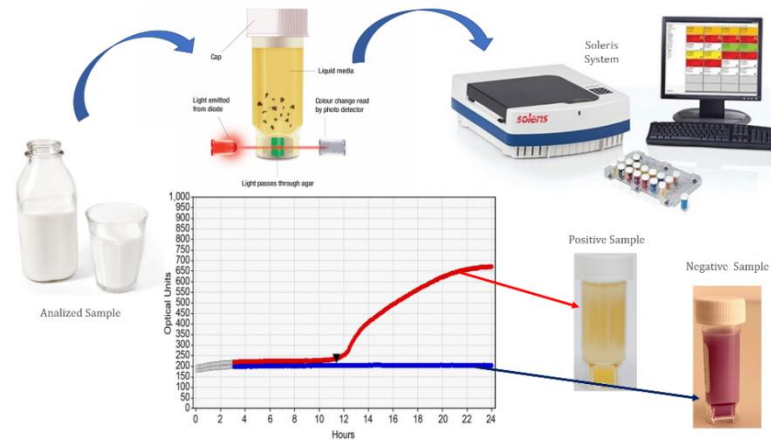 Cap
Liquid media
Light emitted
from diode
Colour change read
by photo detector
Light passes through agar
Soleris
System
soleris
Analized Sample
Optical Units
1,000
950
900
850
800
750
700
650
600
550
500
450
400
350
300
250
200
150
100
50
0
0 2 4 6 8 10 12 14 16 18 20 22 24
Hours
Positive Sample
Negative Sample